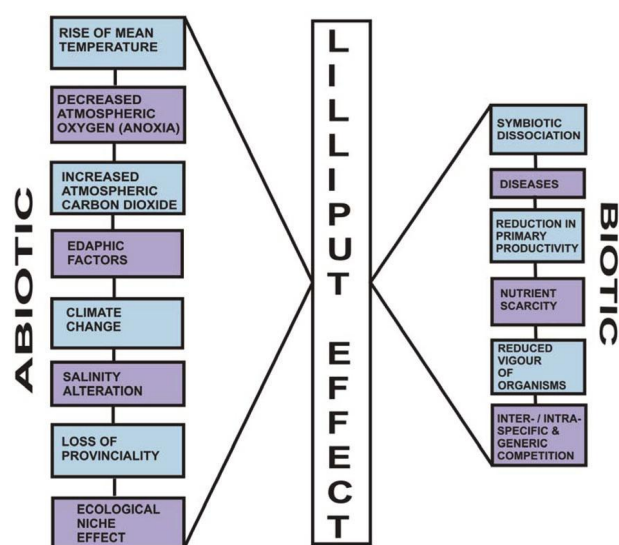 ABIOTIC
RISE OF MEAN
TEMPERATURE
DECREASED
ATMOSPHERIC
OXYGEN (ANOXIA)
INCREASED
ATMOSPHERIC
CARBON DIOXIDE
EDAPHIC
FACTORS
CLIMATE
CHANGE
SALINITY
ALTERATION
LOSS OF
PROVINCIALITY
ECOLOGICAL
NICHE
EFFECT
LILLIPUT EFFECT
SYMBIOTIC
DISSOCIATION
DISEASES
REDUCTION IN
PRIMARY
PRODUCTIVITY
NUTRIENT
SCARCITY
REDUCED
VIGOUR
OF
ORGANISMS
INTER- / INTRA-
SPECIFIC &
GENERIC
COMPETITION
BIOTIC